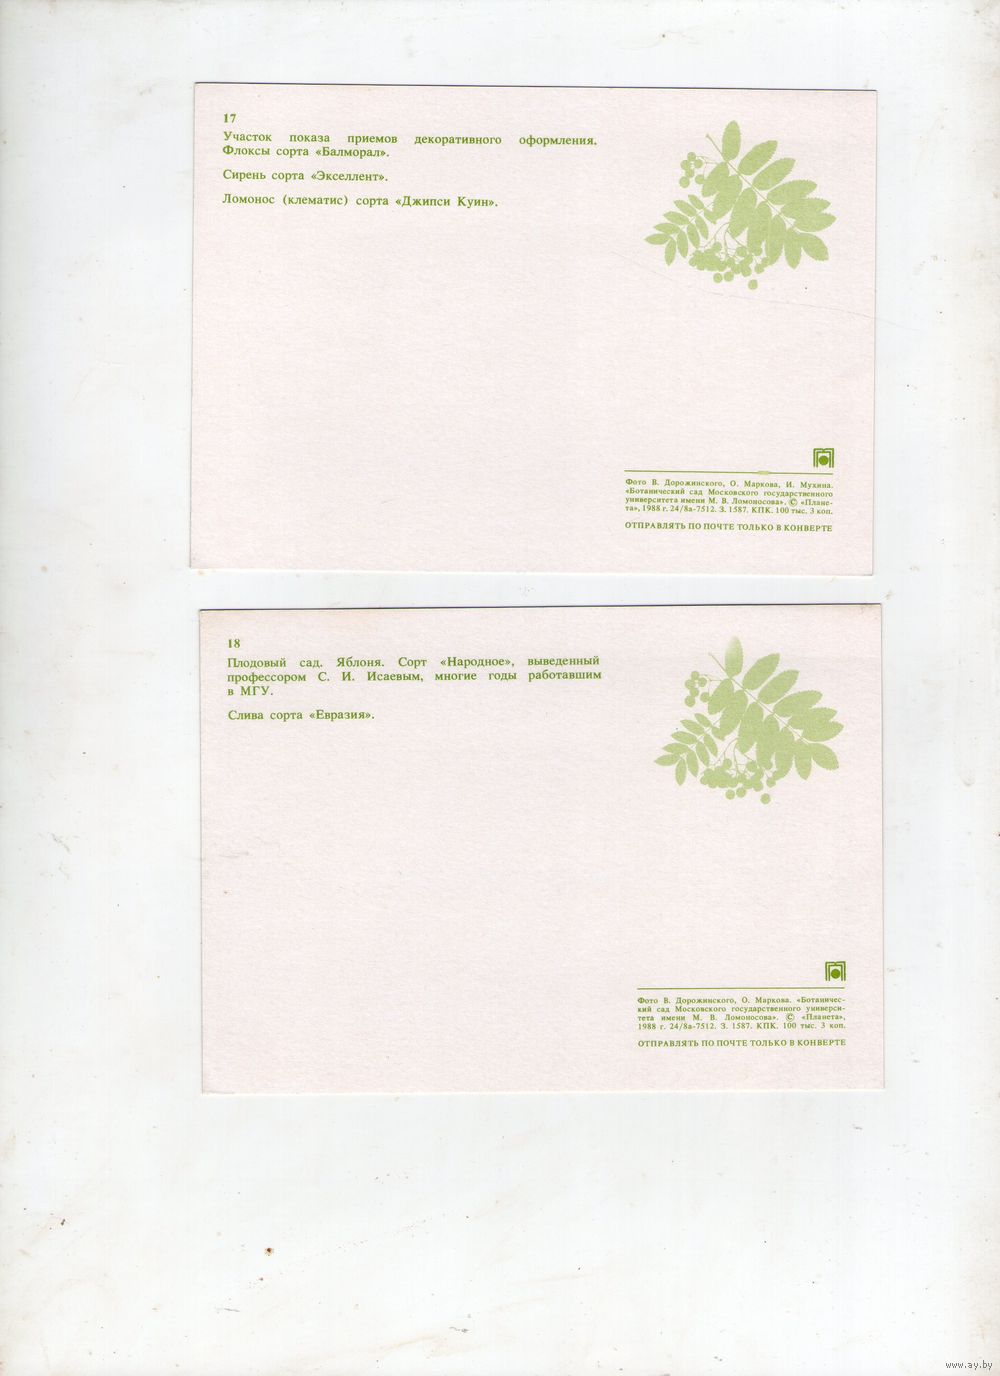 17
Участок показа приемов декоративного оформления.
Флоксы сорта «Балморал».
Сирень сорта «Экселлент».
Ломонос (клематис) сорта «Джипси Куин».
Фото В. Дорожинского, О. Маркова, И. Мухина.
«Ботанический сад Московского государственного
университета имени М. В. Ломоносова». © «Плане-
та», 1988 г. 24/8а-7512. З. 1587. КПК. 100 тыс. 3 коп.
ОТПРАВЛЯТЬ ПО ПОЧТЕ ТОЛЬКО В КОНВЕРТЕ
18
Плодовый сад. Яблоня. Сорт «Народное», выведенный
профессором С. И. Исаевым, многие годы работавшим
в МГУ.
Слива сорта «Евразия».
Фото В. Дорожинского, О. Маркова. «Ботаничес-
кий сад Московского государственного универси-
тета имени М. В. Ломоносова». © «Планета»,
1988 г. 24/8а-7512. З. 1587. КПК. 100 тыс. 3 коп.
ОТПРАВЛЯТЬ ПО ПОЧТЕ ТОЛЬКО В КОНВЕРТЕ
www.ay.by